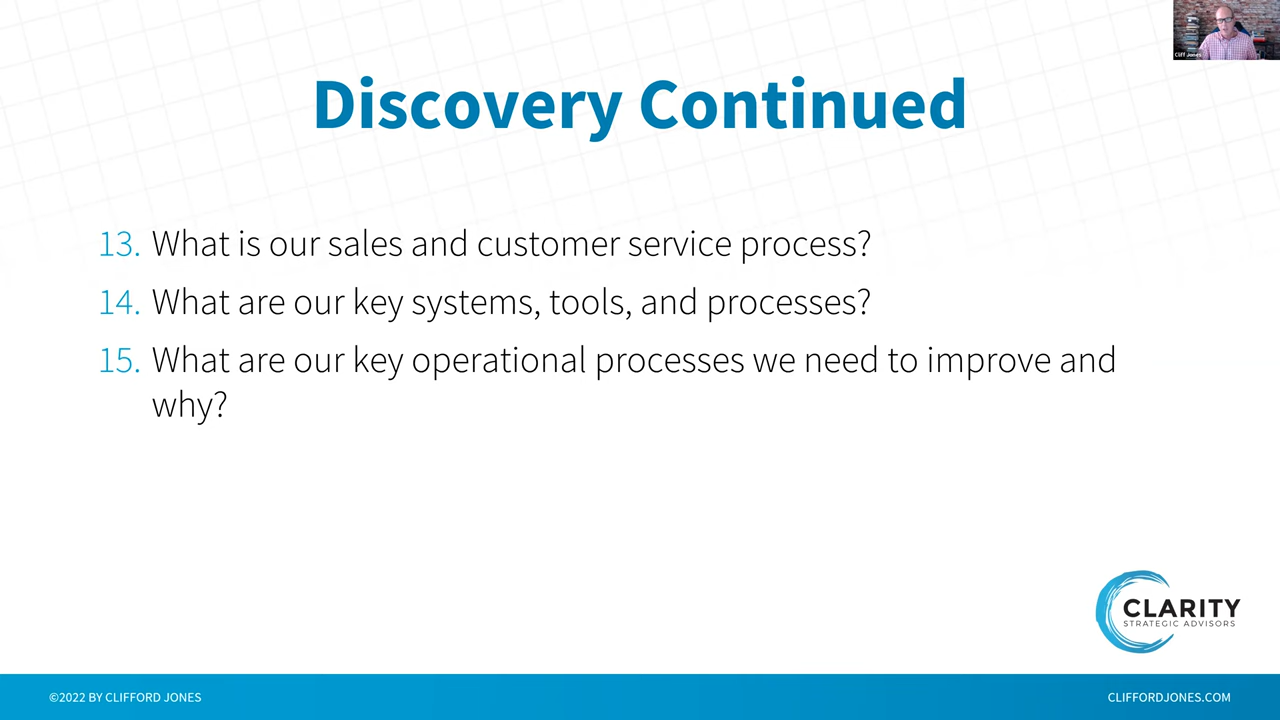 Cliff Jones
Discovery Continued
13. What is our sales and customer service process?
14. What are our key systems, tools, and processes?
15. What are our key operational processes we need to improve and
why?
CLARITY
STRATEGIC ADVISORS
©2022 BY CLIFFORD JONES
CLIFFORDJONES.COM